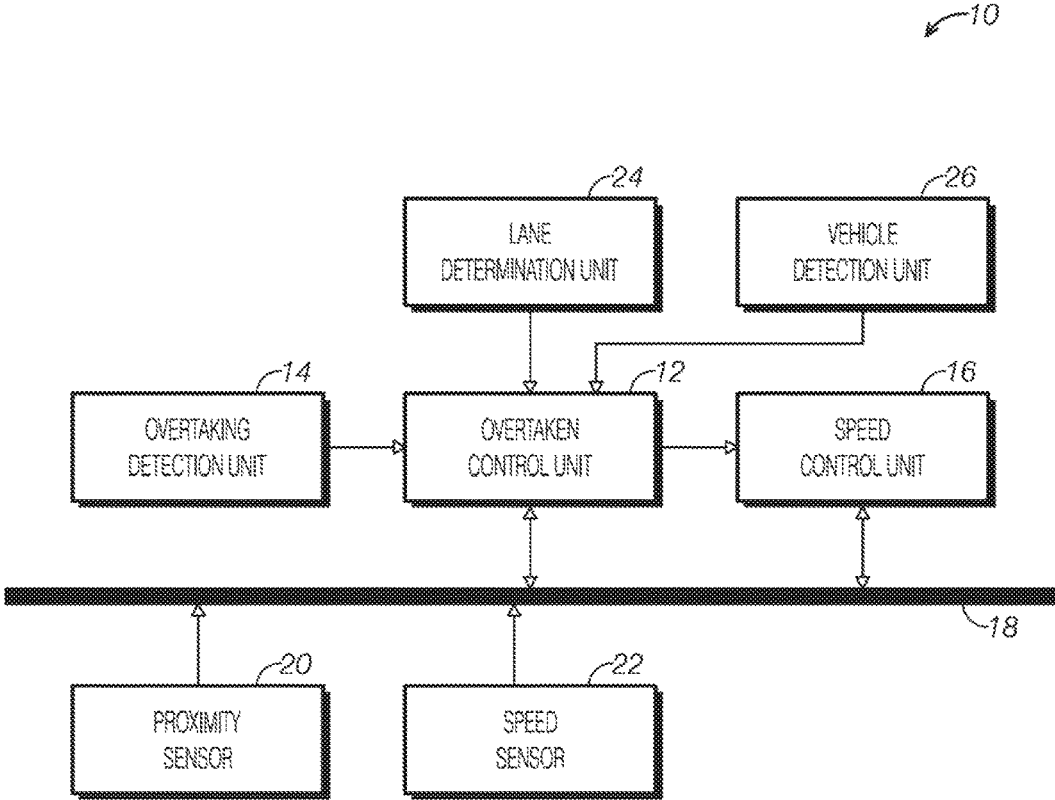 10
24
LANE
DETERMINATION UNIT
26
VEHICLE
DETECTION UNIT
14
OVERTAKING
DETECTION UNIT
12
OVERTAKEN
CONTROL UNIT
16
SPEED
CONTROL UNIT
18
20
PROXIMITY
SENSOR
22
SPEED
SENSOR